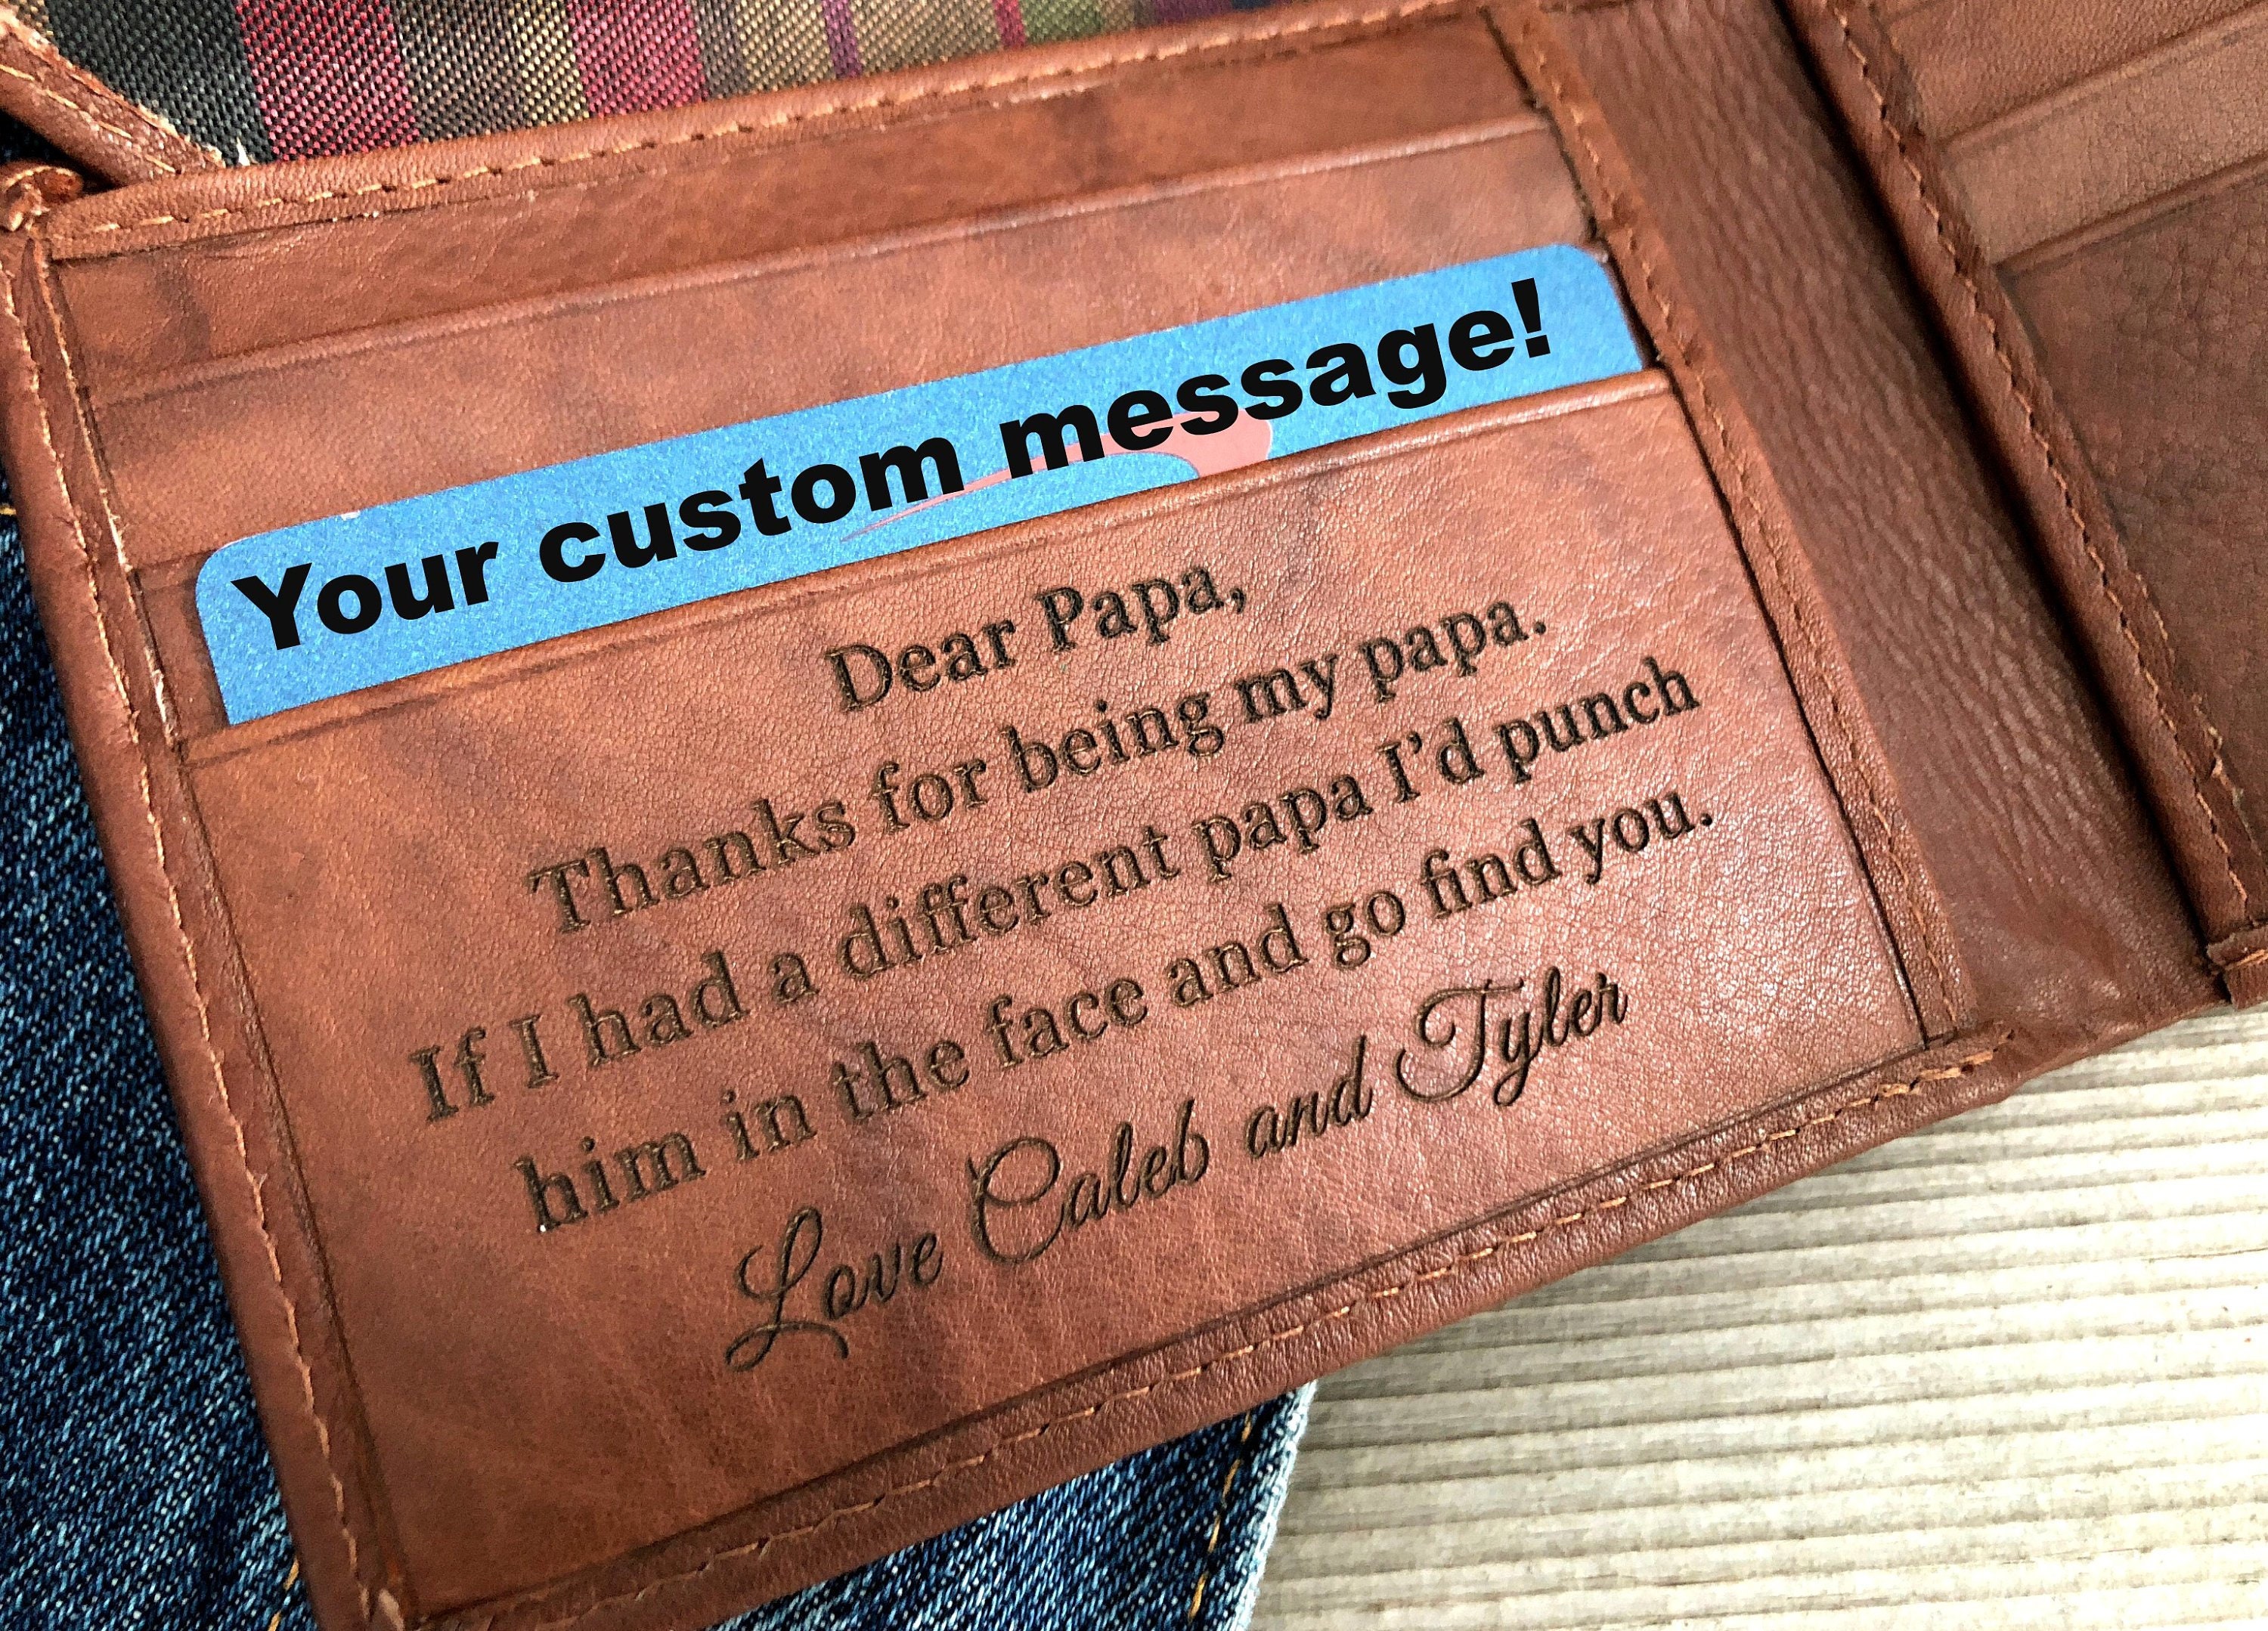 Your custom message!
Dear Papa,
Thanks for being my papa.
If I had a different papa I’d punch
him in the face and go find you.
Love Caleb and Tyler